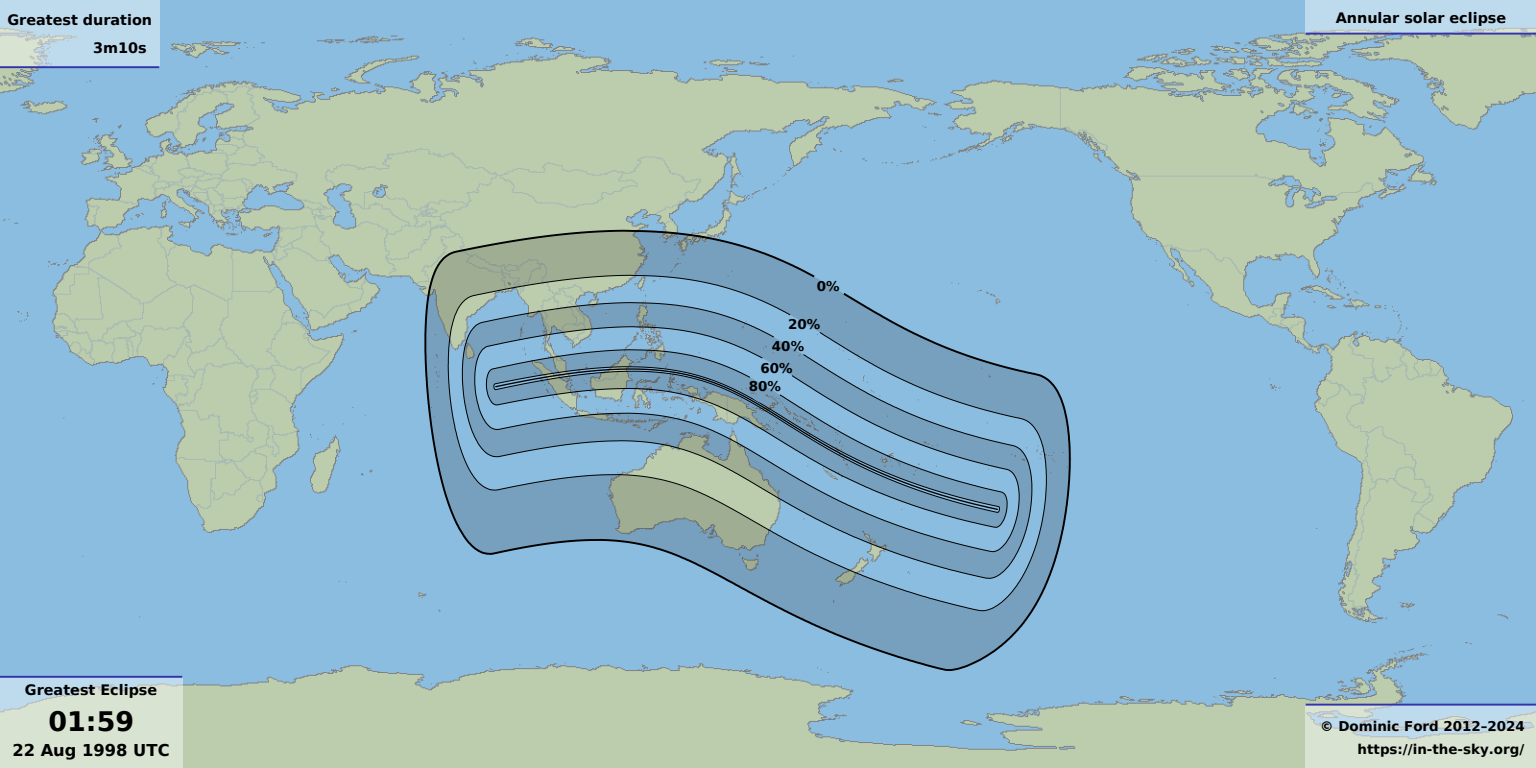 Greatest duration
3m10s
Annular solar eclipse
0%
20%
40%
60%
80%
Greatest Eclipse
01:59
22 Aug 1998 UTC
© Dominic Ford 2012–2024
https://in-the-sky.org/